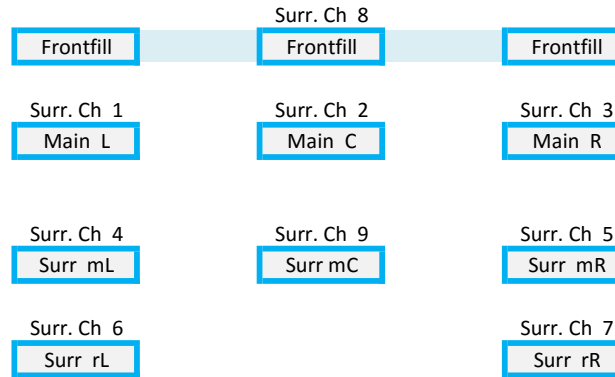 Surr. Ch 8
Frontfill Frontfill Frontfill
Surr. Ch 1 Surr. Ch 2 Surr. Ch 3
Main L Main C Main R
Surr. Ch 4 Surr. Ch 9 Surr. Ch 5
Surr mL Surr mC Surr mR
Surr. Ch 6 Surr. Ch 7
Surr rL Surr rR